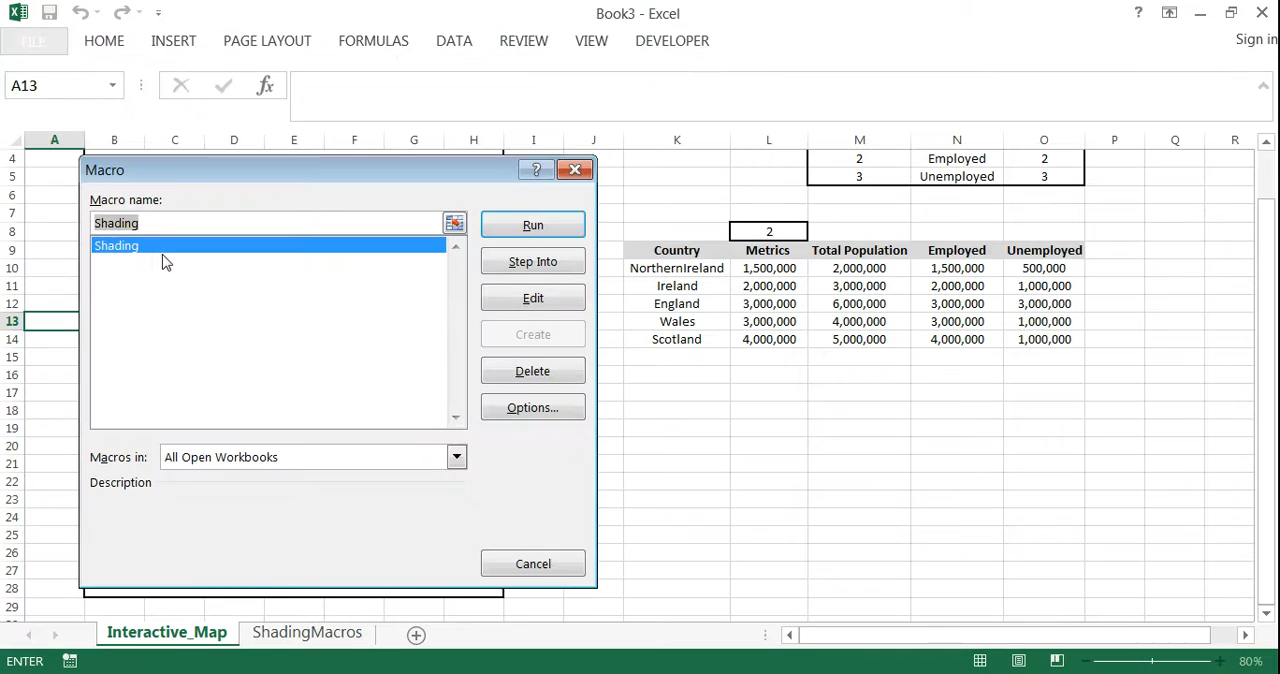 Book3 - Excel
?
FILE HOME INSERT PAGE LAYOUT FORMULAS DATA REVIEW VIEW DEVELOPER
Sign in
A13 fx
A B C D E F G H I J K L M N O P Q R
4 2 Employed 2
5 3 Unemployed 3
6
7
8 2
9 Country Metrics Total Population Employed Unemployed
10 NorthernIreland 1,500,000 2,000,000 1,500,000 500,000
11 Ireland 2,000,000 3,000,000 2,000,000 1,000,000
12 England 3,000,000 6,000,000 3,000,000 3,000,000
13 Wales 3,000,000 4,000,000 3,000,000 1,000,000
14 Scotland 4,000,000 5,000,000 4,000,000 1,000,000
15
16
17
18
19
20
21
22
23
24
25
26
27
28
29
Macro ?
Macro name:
Shading
Shading
Run
Step Into
Edit
Create
Delete
Options...
Macros in: All Open Workbooks
Description
Cancel
Interactive_Map ShadingMacros
ENTER 80%